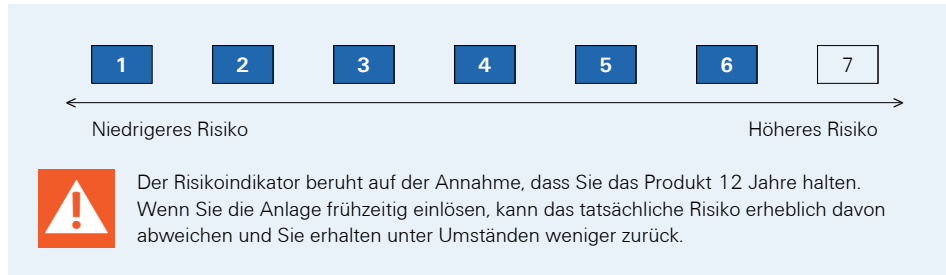 1 2 3 4 5 6 7
Niedrigeres Risiko Höheres Risiko
Der Risikoindikator beruht auf der Annahme, dass Sie das Produkt 12 Jahre halten.
Wenn Sie die Anlage frühzeitig einlösen, kann das tatsächliche Risiko erheblich davon
abweichen und Sie erhalten unter Umständen weniger zurück.